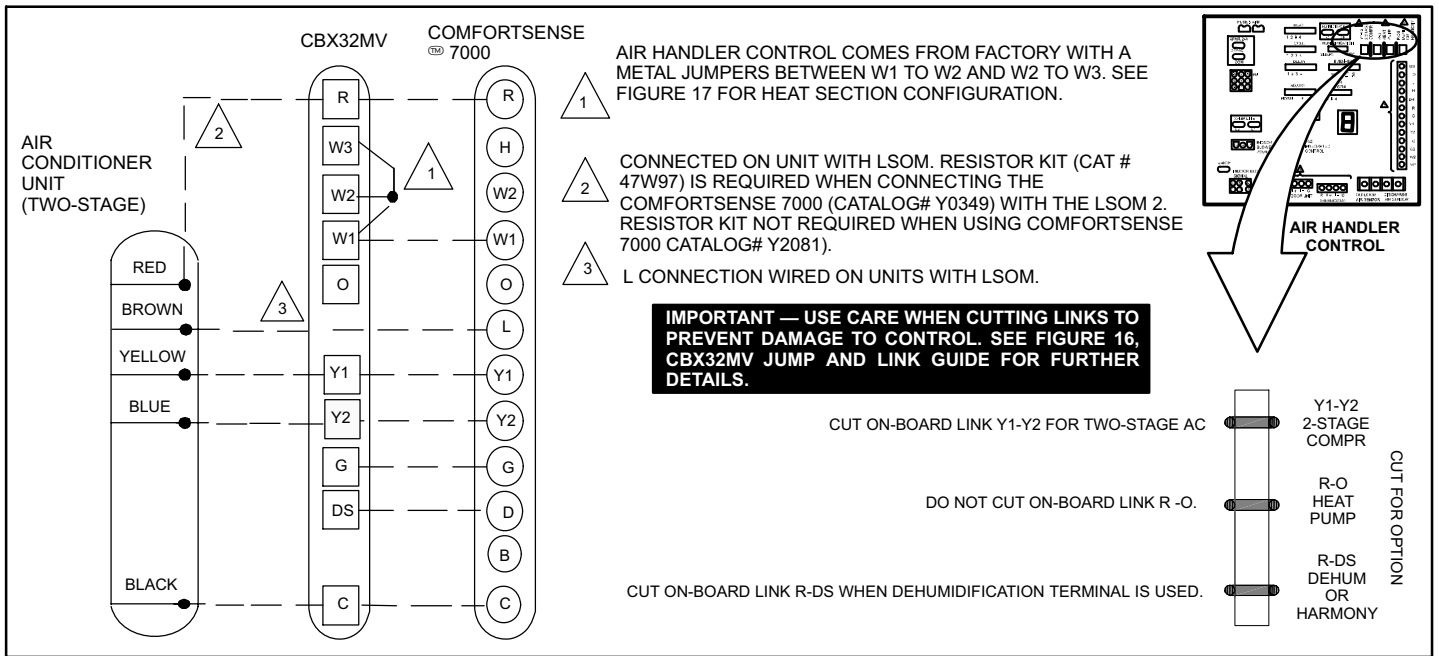 CBX32MV
COMFORTSENSE
™ 7000
AIR
CONDITIONER
UNIT
(TWO-STAGE)
RED
BROWN
YELLOW
BLUE
BLACK
2
3
1
R
W3
W2
W1
O
Y1
Y2
G
DS
C
R
H
W2
W1
O
L
Y1
Y2
G
D
B
C
1
AIR HANDLER CONTROL COMES FROM FACTORY WITH A
METAL JUMPERS BETWEEN W1 TO W2 AND W2 TO W3. SEE
FIGURE 17 FOR HEAT SECTION CONFIGURATION.
2
CONNECTED ON UNIT WITH LSOM. RESISTOR KIT (CAT #
47W97) IS REQUIRED WHEN CONNECTING THE
COMFORTSENSE 7000 (CATALOG# Y0349) WITH THE LSOM 2.
RESISTOR KIT NOT REQUIRED WHEN USING COMFORTSENSE
7000 CATALOG# Y2081).
3
L CONNECTION WIRED ON UNITS WITH LSOM.
IMPORTANT — USE CARE WHEN CUTTING LINKS TO
PREVENT DAMAGE TO CONTROL. SEE FIGURE 16,
CBX32MV JUMP AND LINK GUIDE FOR FURTHER
DETAILS.
AIR HANDLER
CONTROL
CUT ON-BOARD LINK Y1-Y2 FOR TWO-STAGE AC
Y1-Y2
2-STAGE
COMPR
DO NOT CUT ON-BOARD LINK R -O.
R-O
HEAT
PUMP
CUT ON-BOARD LINK R-DS WHEN DEHUMIDIFICATION TERMINAL IS USED.
R-DS
DEHUM
OR
HARMONY
CUT FOR OPTION